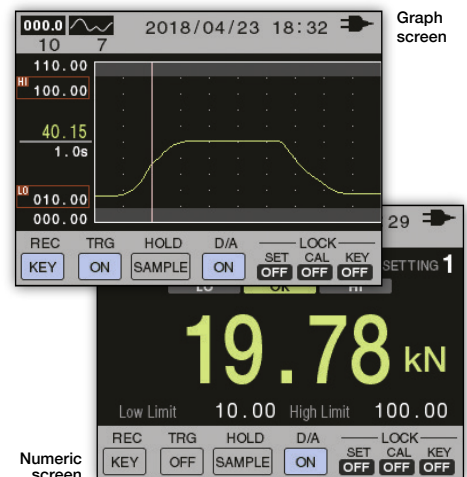 000.0 2018/04/23 18:32
10 7
Graph
screen
110.00
HI
100.00
40.15
1.0s
LO
010.00
000.00
REC TRG HOLD D/A LOCK
SET CAL KEY
KEY ON SAMPLE ON OFF OFF OFF
29
SETTING 1
LO OK HI
19.78 kN
Low Limit 10.00 High Limit 100.00
REC TRG HOLD D/A LOCK
SET CAL KEY
KEY OFF SAMPLE ON OFF OFF OFF
Numeric
screen